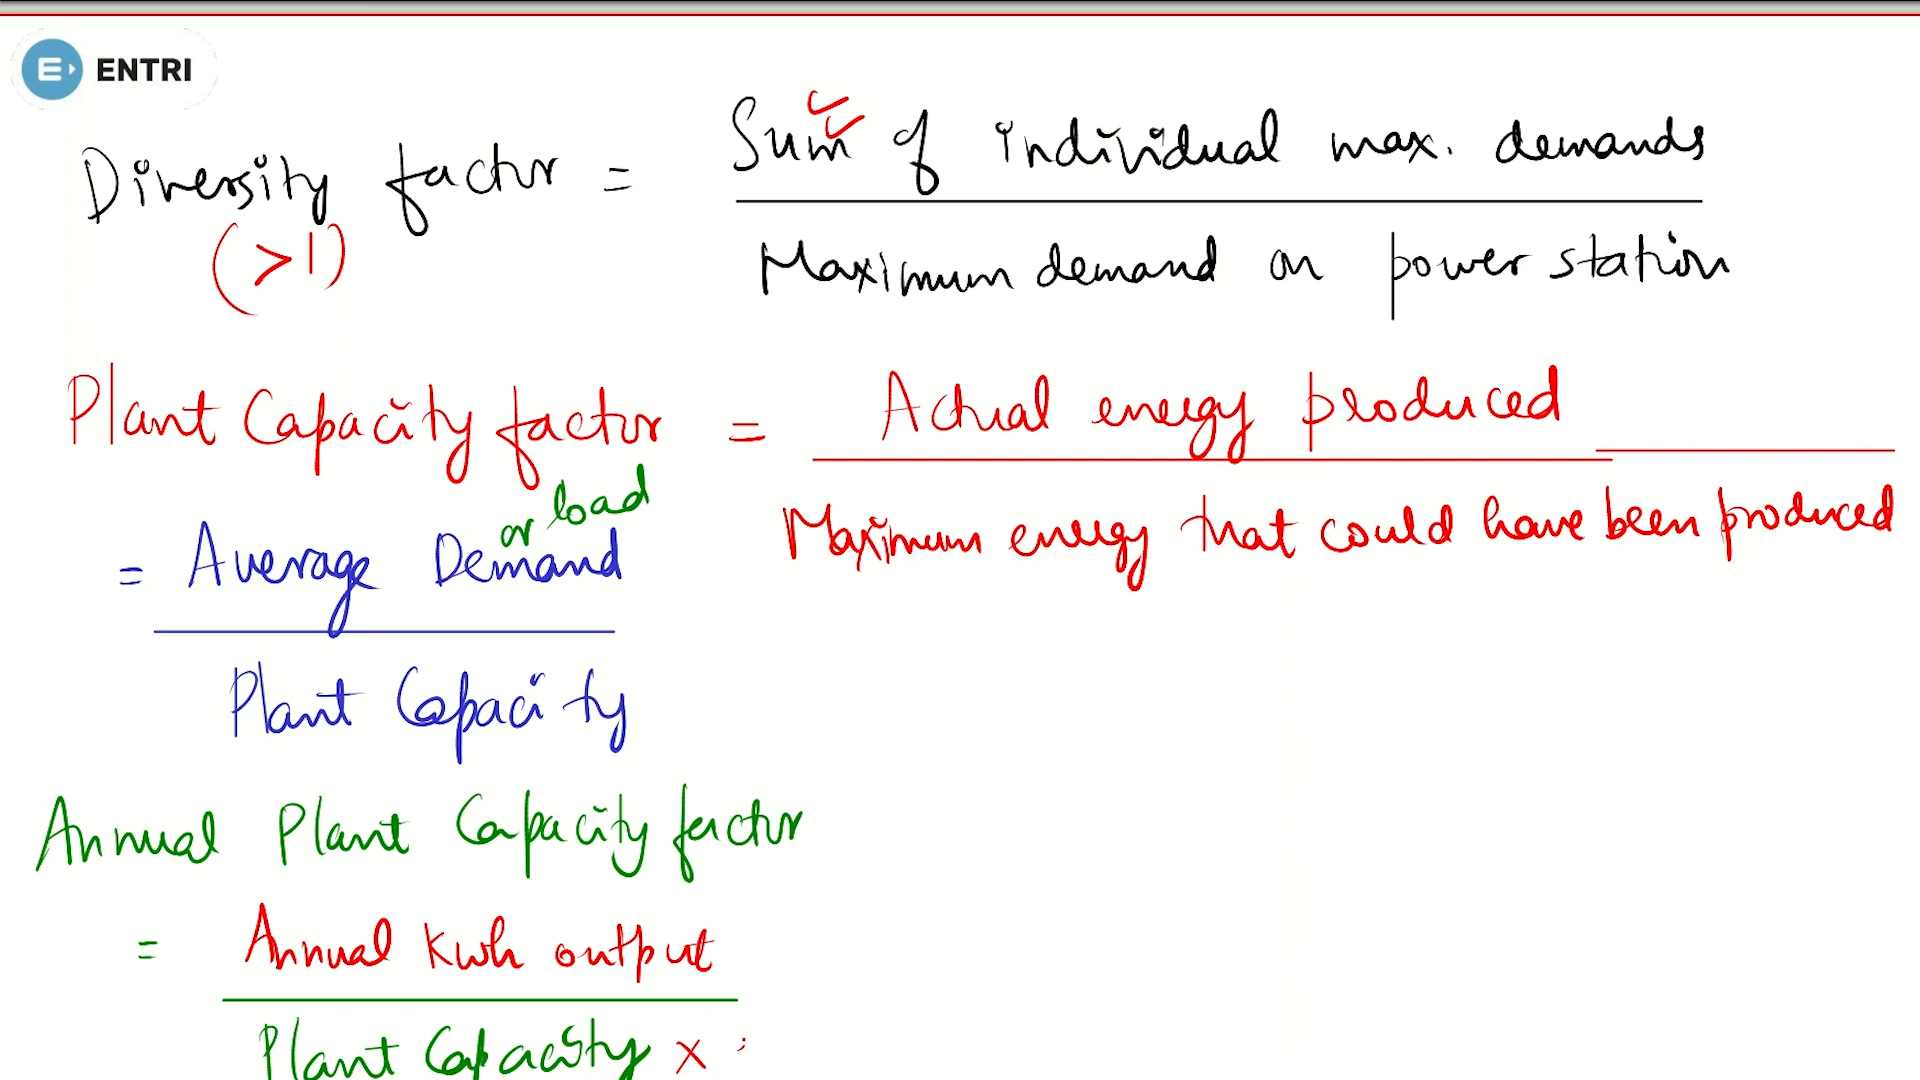 ENTRI
Sum of individual max. demands
Diversity factor =
Maximum demand on power station
(>1)
Plant Capacity factor = Actual energy produced
Maximum energy that could have been produced
or load
= Average Demand
Plant Capacity
Annual Plant Capacity factor
= Annual kwh output
Plant Capacity ×